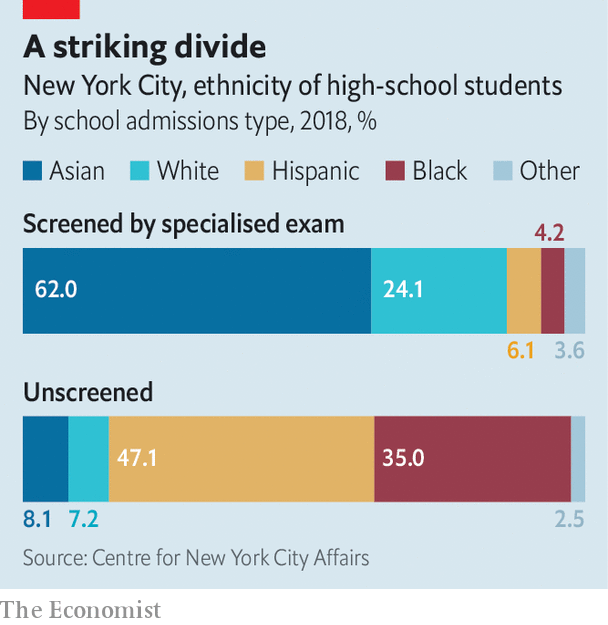 A striking divide
New York City, ethnicity of high-school students
By school admissions type, 2018, %
Asian White Hispanic Black Other
Screened by specialised exam
4.2
62.0 24.1
6.1 3.6
Unscreened
47.1 35.0
8.1 7.2 2.5
Source: Centre for New York City Affairs
The Economist